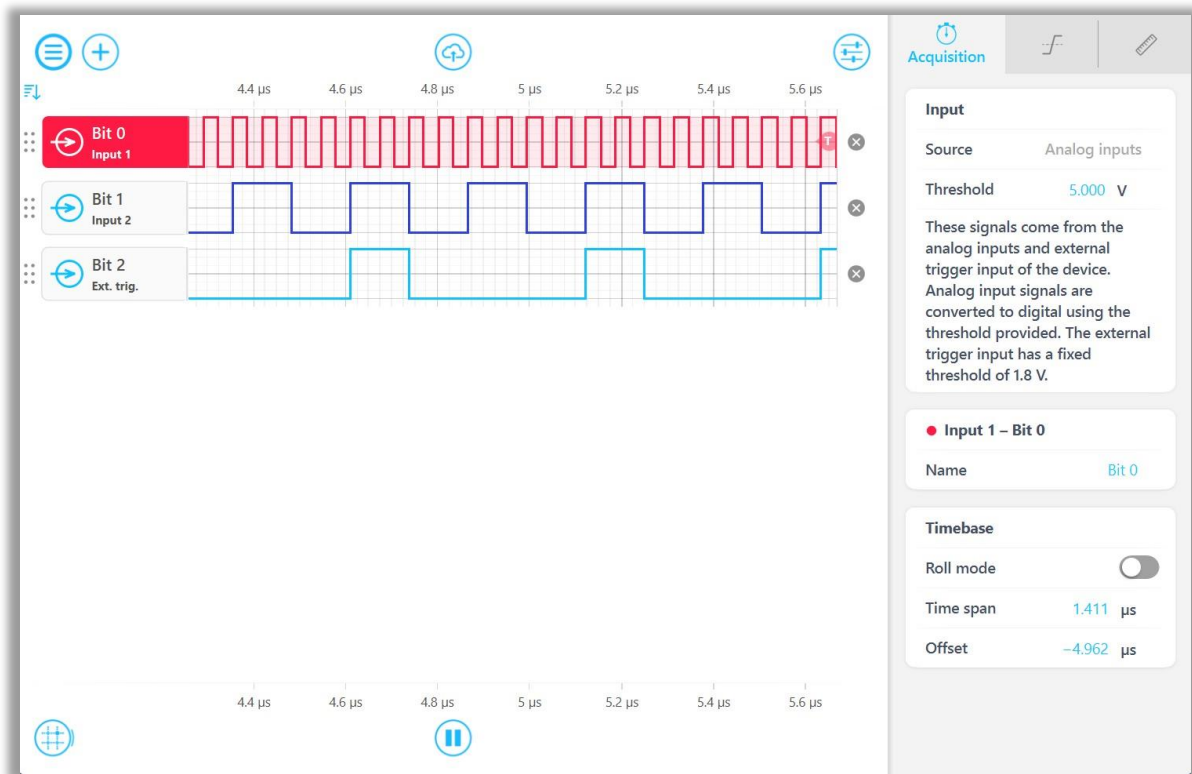 Acquisition
4.4 μs 4.6 μs 4.8 μs 5 μs 5.2 μs 5.4 μs 5.6 μs
Bit 0
Input 1
T
Bit 1
Input 2
Bit 2
Ext. trig.
4.4 μs 4.6 μs 4.8 μs 5 μs 5.2 μs 5.4 μs 5.6 μs
Input
Source Analog inputs
Threshold 5.000 V
These signals come from the
analog inputs and external
trigger input of the device.
Analog input signals are
converted to digital using the
threshold provided. The external
trigger input has a fixed
threshold of 1.8 V.
Input 1 – Bit 0
Name Bit 0
Timebase
Roll mode
Time span 1.411 μs
Offset −4.962 μs